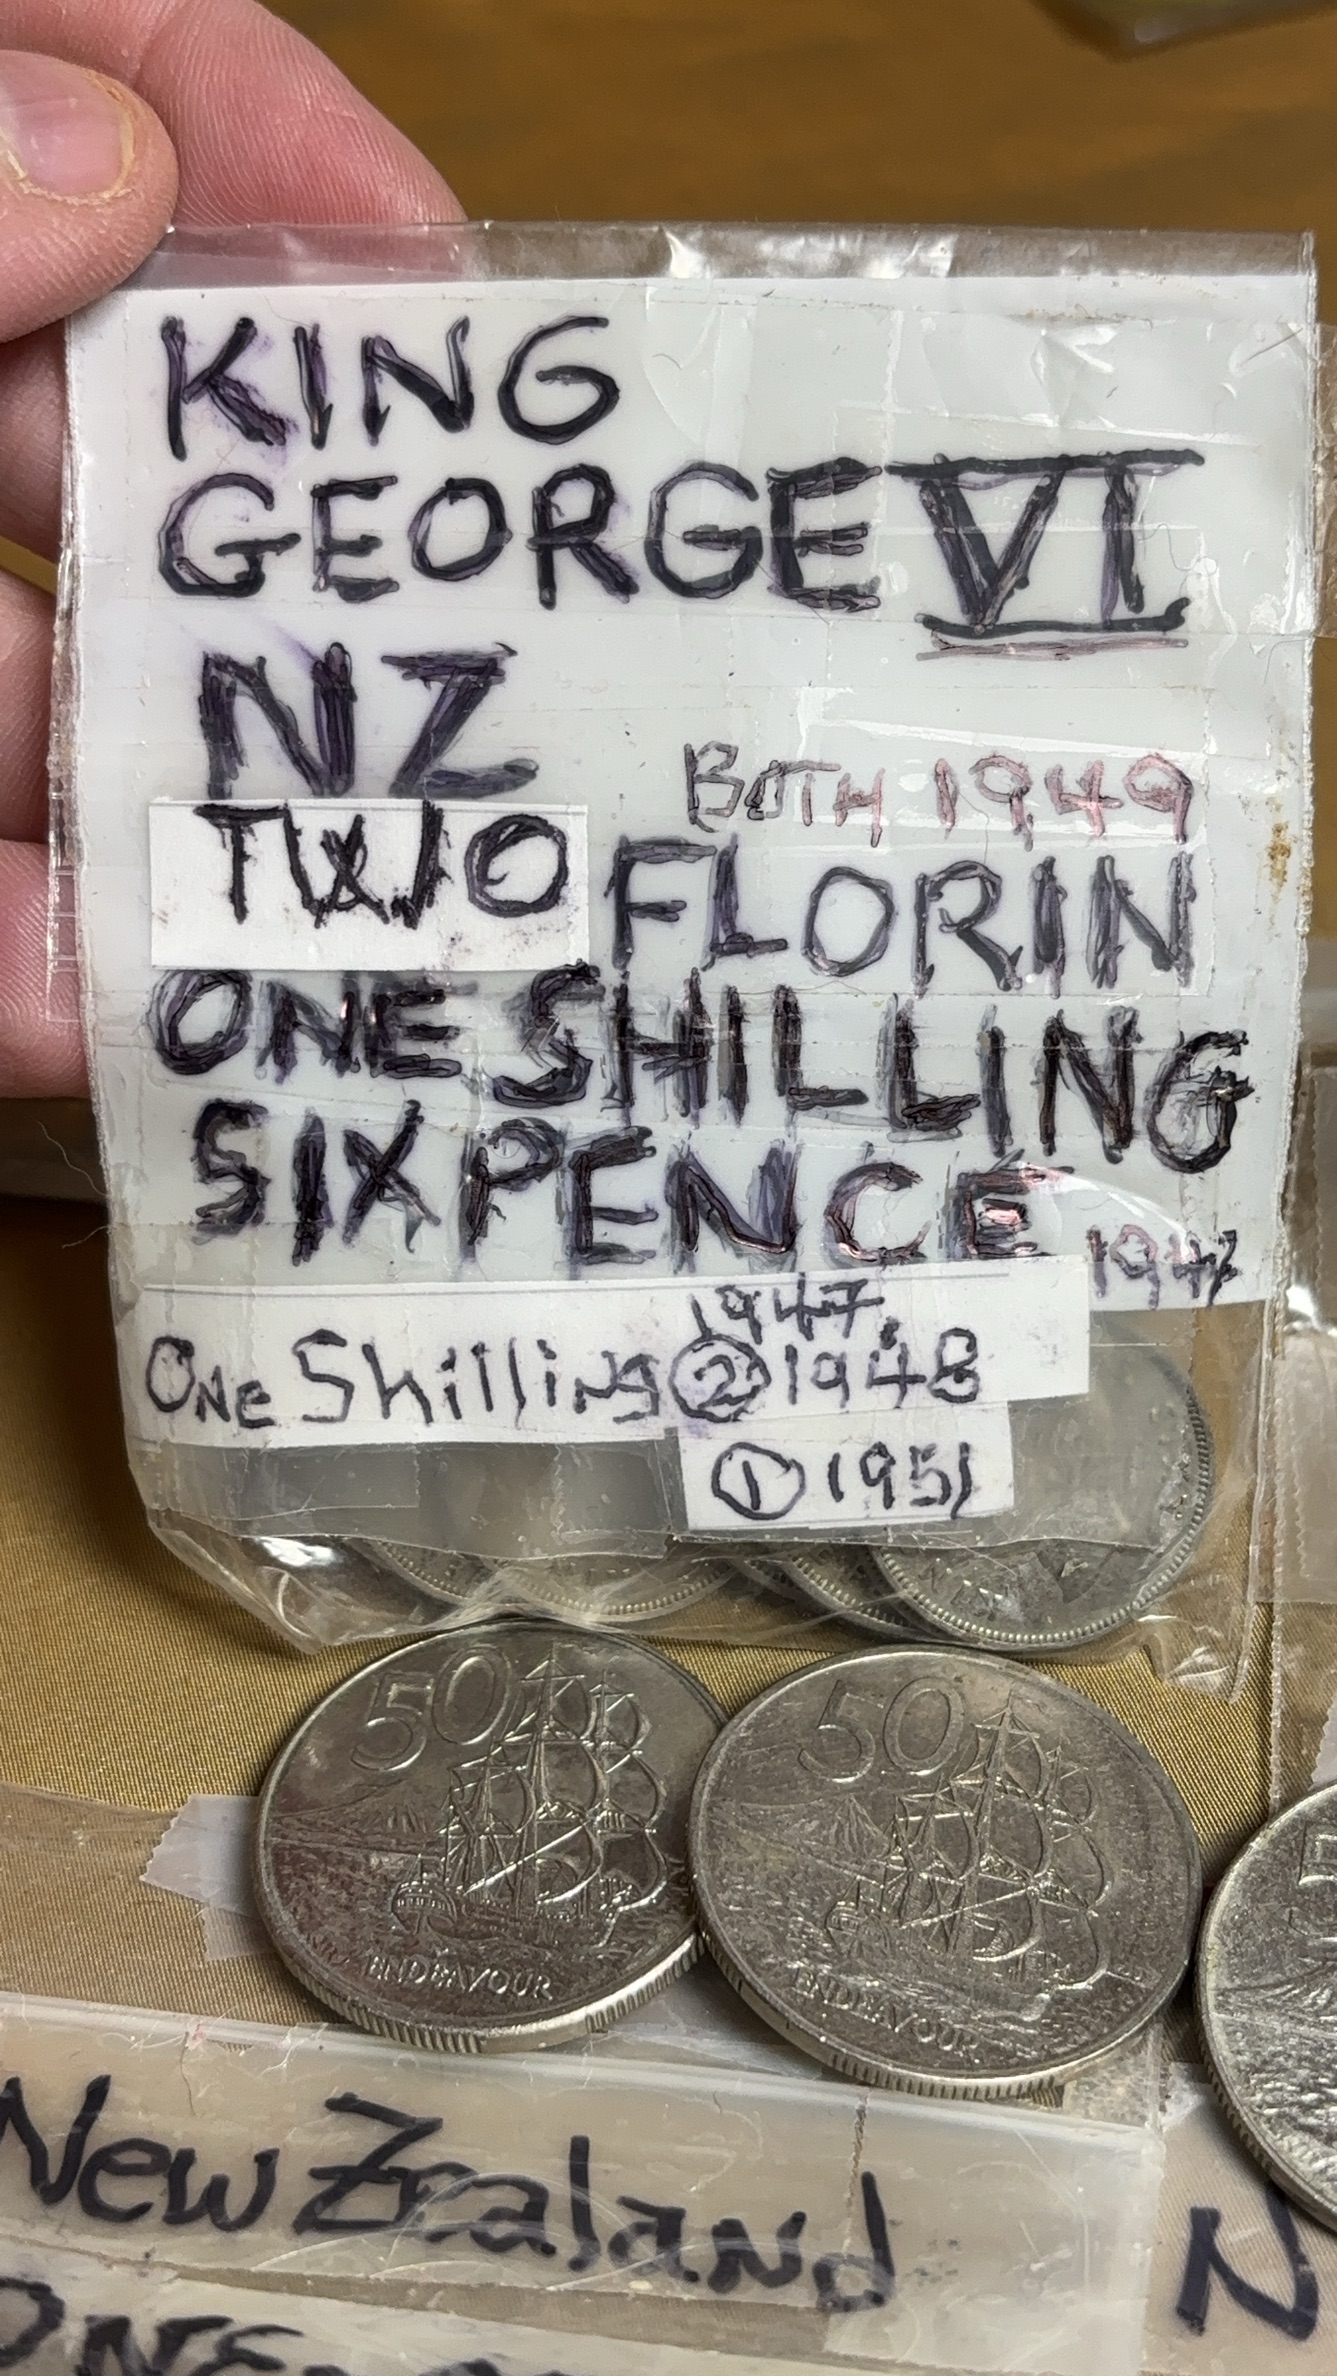 KING
GEORGE VI
NZ
BOTH 1949
TWO FLORIN
ONE SHILLING
SIXPENCE 1947
1947,
One Shilling ② 1948
① 1951
50
ENDEAVOUR
50
ENDEAVOUR
New Zealand
N